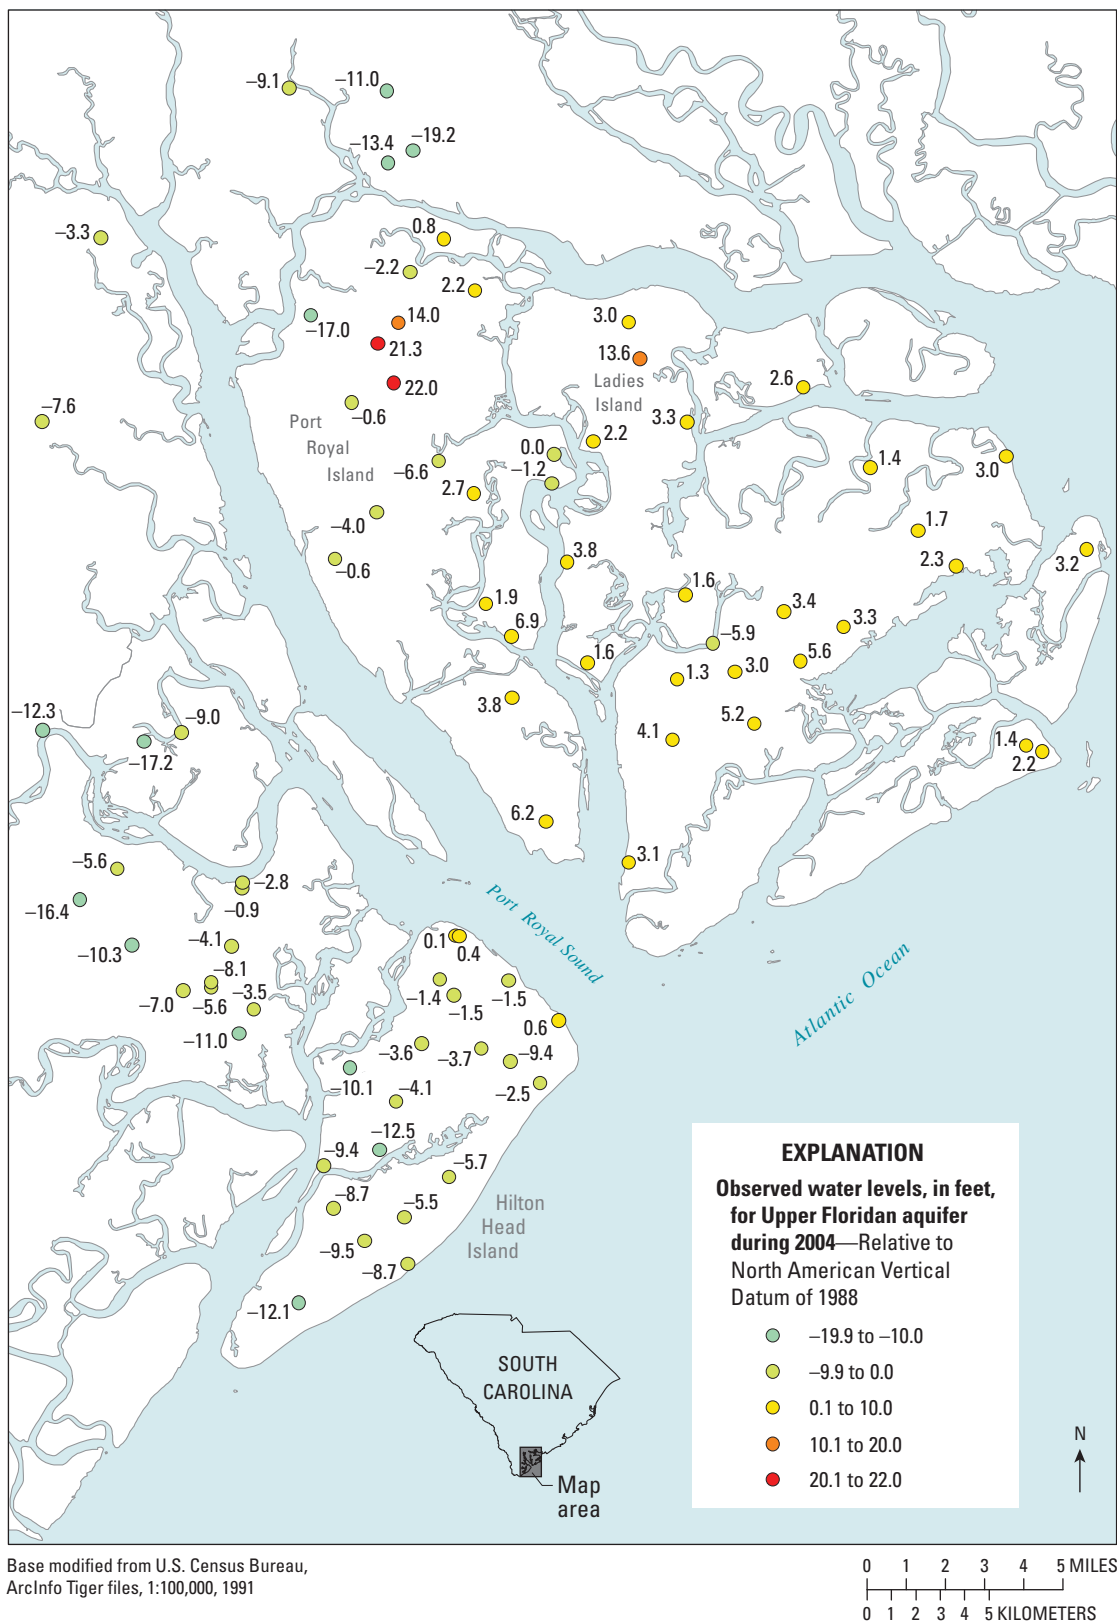 −9.1
−11.0
−19.2
−13.4
−3.3
0.8
−2.2
2.2
−17.0
14.0
3.0
21.3
13.6
22.0
Ladies
Island
2.6
−0.6
−7.6
Port
Royal
Island
3.3
2.2
0.0
−6.6
−1.2
1.4
3.0
2.7
−4.0
1.7
−0.6
3.8
2.3
3.2
1.9
1.6
3.4
3.3
6.9
−5.9
1.6
5.6
1.3
3.0
3.8
−12.3
−9.0
−17.2
4.1
5.2
1.4
2.2
6.2
3.1
−5.6
−2.8
−0.9
−16.4
−10.3
−4.1
Port Royal Sound
Atlantic Ocean
0.1
0.4
−8.1
−7.0
−5.6
−3.5
−1.4
−1.5
−1.5
−11.0
0.6
−3.6
−3.7
−9.4
−10.1
−4.1
−2.5
−12.5
−9.4
−5.7
−8.7
−5.5
Hilton
Head
Island
−9.5
−8.7
−12.1
EXPLANATION
Observed water levels, in feet,
for Upper Floridan aquifer
during 2004—Relative to
North American Vertical
Datum of 1988
−19.9 to −10.0
−9.9 to 0.0
0.1 to 10.0
10.1 to 20.0
20.1 to 22.0
SOUTH
CAROLINA
Map
area
N
Base modified from U.S. Census Bureau,
ArcInfo Tiger files, 1:100,000, 1991
0 1 2 3 4 5 MILES
0 1 2 3 4 5 KILOMETERS